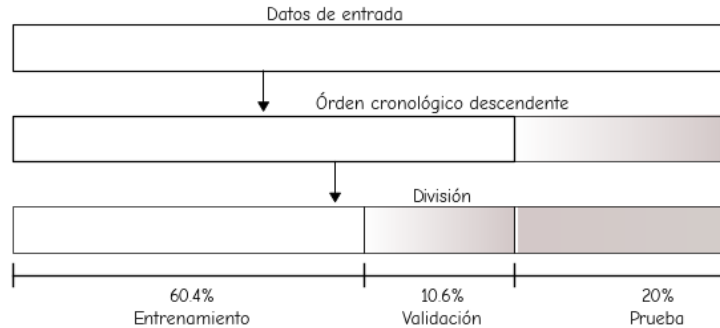 Datos de entrada
Órden cronológico descendente
División
60.4%
10.6%
20%
Entrenamiento
Validación
Prueba